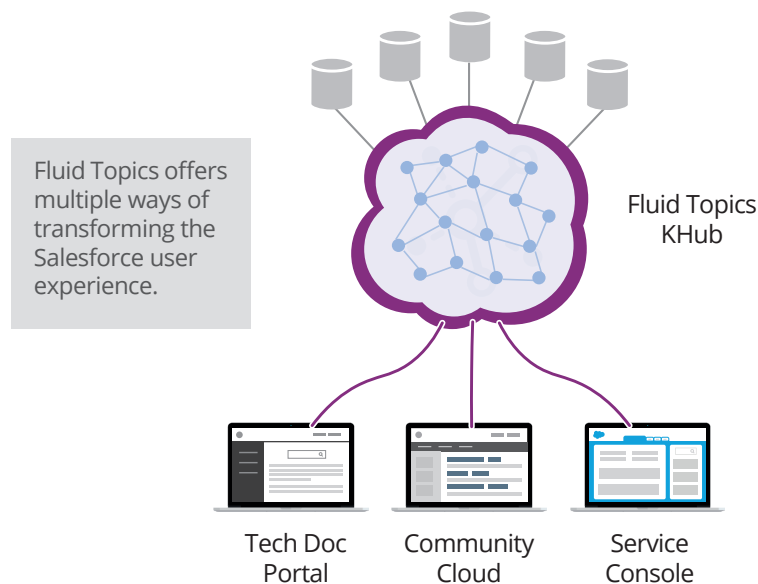 Fluid Topics offers
multiple ways of
transforming the
Salesforce user
experience.
Fluid Topics
KHub
Tech Doc
Portal
Community
Cloud
Service
Console